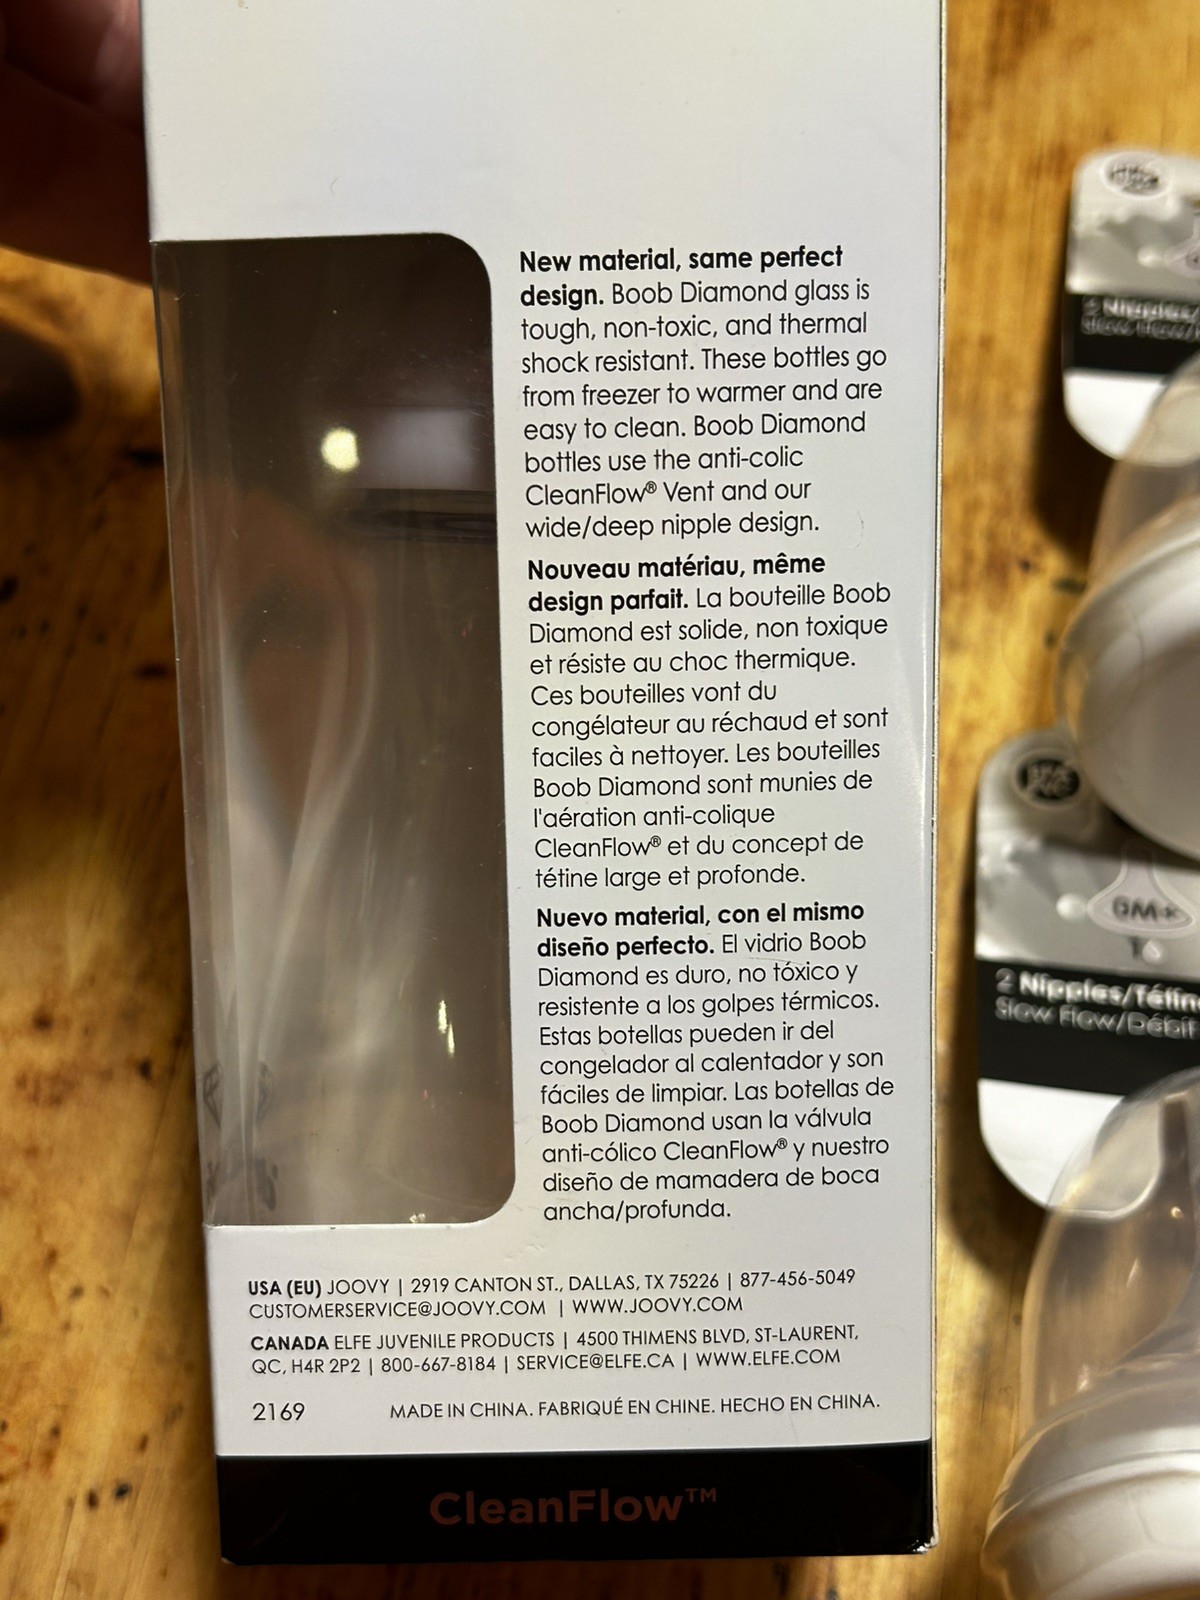 New material, same perfect
design. Boob Diamond glass is
tough, non-toxic, and thermal
shock resistant. These bottles go
from freezer to warmer and are
easy to clean. Boob Diamond
bottles use the anti-colic
CleanFlow® Vent and our
wide/deep nipple design.
Nouveau matériau, même
design parfait. La bouteille Boob
Diamond est solide, non toxique
et résiste au choc thermique.
Ces bouteilles vont du
congélateur au réchaud et sont
faciles à nettoyer. Les bouteilles
Boob Diamond sont munies de
l'aération anti-colique
CleanFlow® et du concept de
tétine large et profonde.
Nuevo material, con el mismo
diseño perfecto. El vidrio Boob
Diamond es duro, no tóxico y
resistente a los golpes térmicos.
Estas botellas pueden ir del
congelador al calentador y son
fáciles de limpiar. Las botellas de
Boob Diamond usan la válvula
anti-cólico CleanFlow® y nuestro
diseño de mamadera de boca
ancha/profunda.
USA (EU) JOOVY | 2919 CANTON ST., DALLAS, TX 75226 | 877-456-5049
CUSTOMERSERVICE@JOOVY.COM | WWW.JOOVY.COM
CANADA ELFE JUVENILE PRODUCTS | 4500 THIMENS BLVD, ST-LAURENT,
QC, H4R 2P2 | 800-667-8184 | SERVICE@ELFE.CA | WWW.ELFE.COM
2169 MADE IN CHINA. FABRIQUÉ EN CHINE. HECHO EN CHINA.
CleanFlow™
2 Nipples/
Slow Flow/
0M+
2 Nipples/Tétin
Slow Flow/Débit